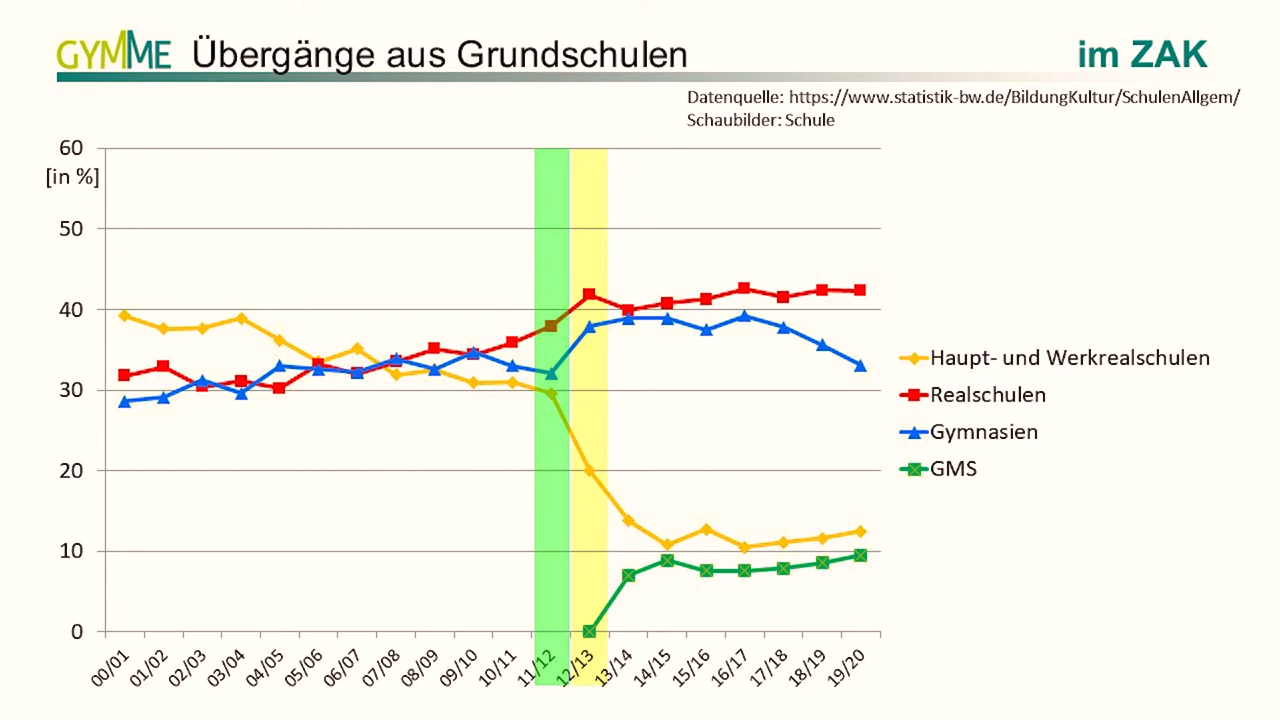 GYMME Übergänge aus Grundschulen im ZAK
Datenquelle: https://www.statistik-bw.de/BildungKultur/SchulenAllgem/
Schaubilder: Schule
60
[in %]
50
40
30
20
10
0
00/01 01/02 02/03 03/04 04/05 05/06 06/07 07/08 08/09 09/10 10/11 11/12 12/13 13/14 14/15 15/16 16/17 17/18 18/19 19/20
Haupt- und Werkrealschulen
Realschulen
Gymnasien
GMS